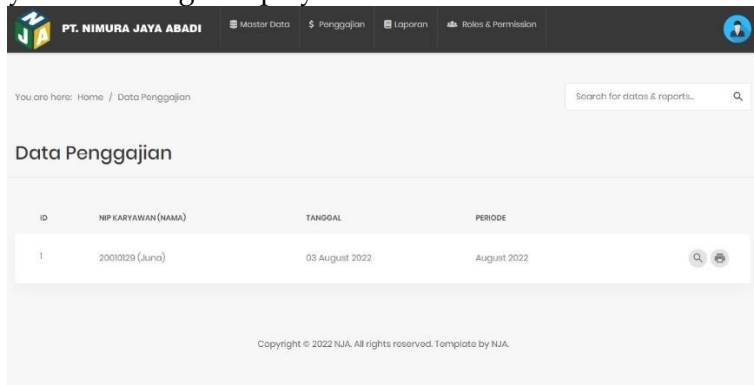 PT. NIMURA JAYA ABADI Master Data $ Penggajian Laporan Roles & Permission
You are here: Home / Data Penggajian Search for datas & reports...
Data Penggajian
ID NIP KARYAWAN (NAMA) TANGGAL PERIODE
1 20010129 (Juna) 03 August 2022 August 2022
Copyright © 2022 NJA. All rights reserved. Template by NJA.